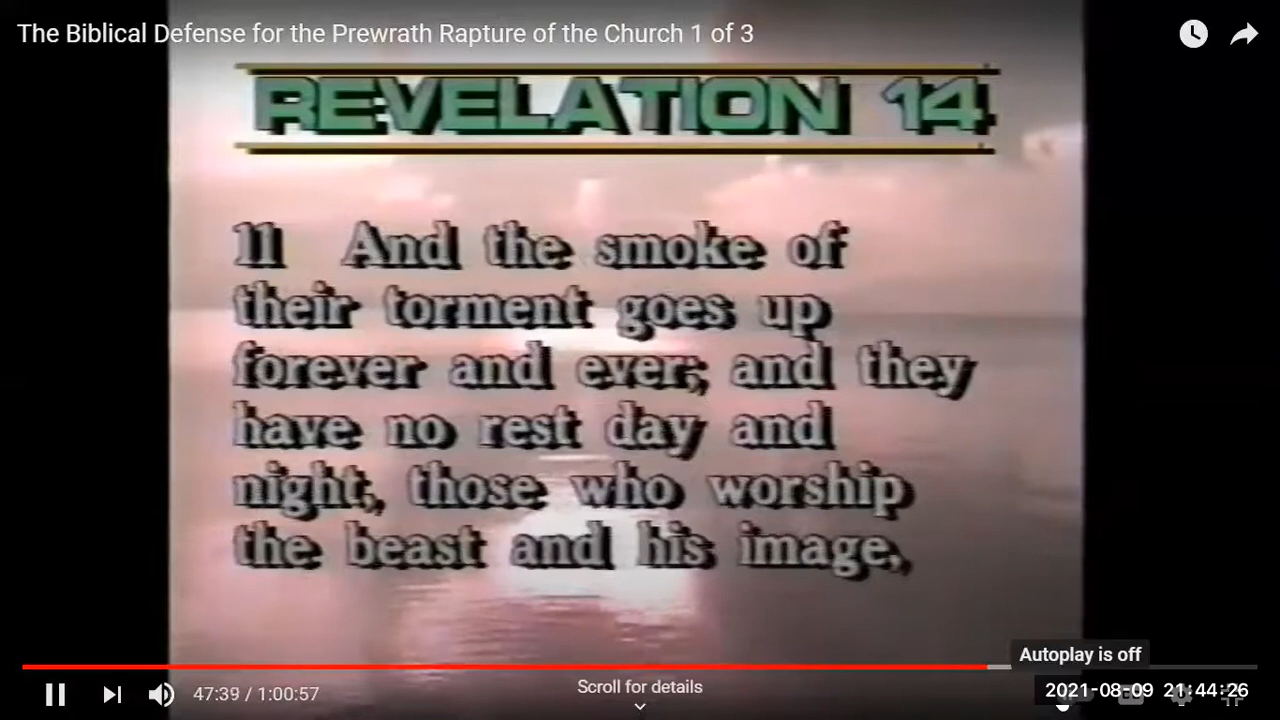 The Biblical Defense for the Prewrath Rapture of the Church 1 of 3
REVELATION 14
11 And the smoke of
their torment goes up
forever and ever; and they
have no rest day and
night, those who worship
the beast and his image,
Autoplay is off
47:39 / 1:00:57
Scroll for details
2021-08-09 21:44:26